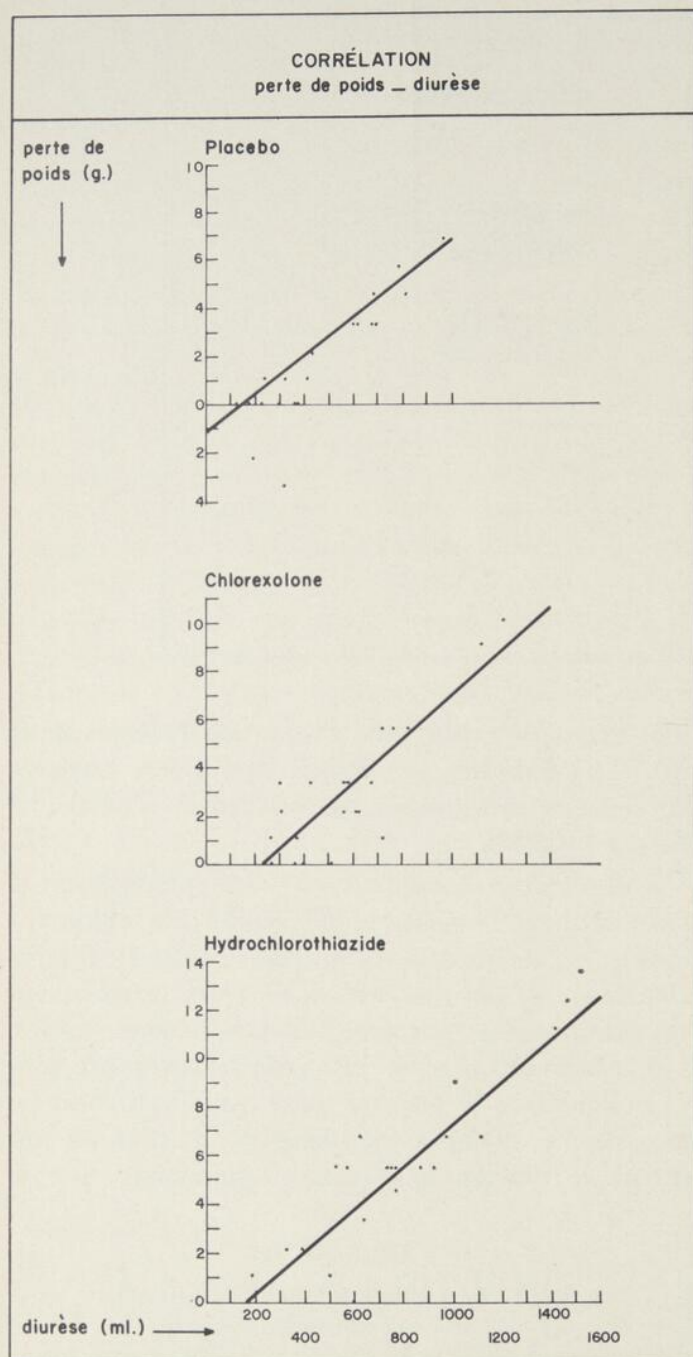 CORRÉLATION
perte de poids — diurèse
perte de
poids (g.)
Placebo
10
8
6
4
2
0
2
4
Chlorexolone
10
8
6
4
2
0
Hydrochlorothiazide
14
12
10
8
6
4
2
0
diurèse (ml.)
200 600 1000 1400
400 800 1200 1600